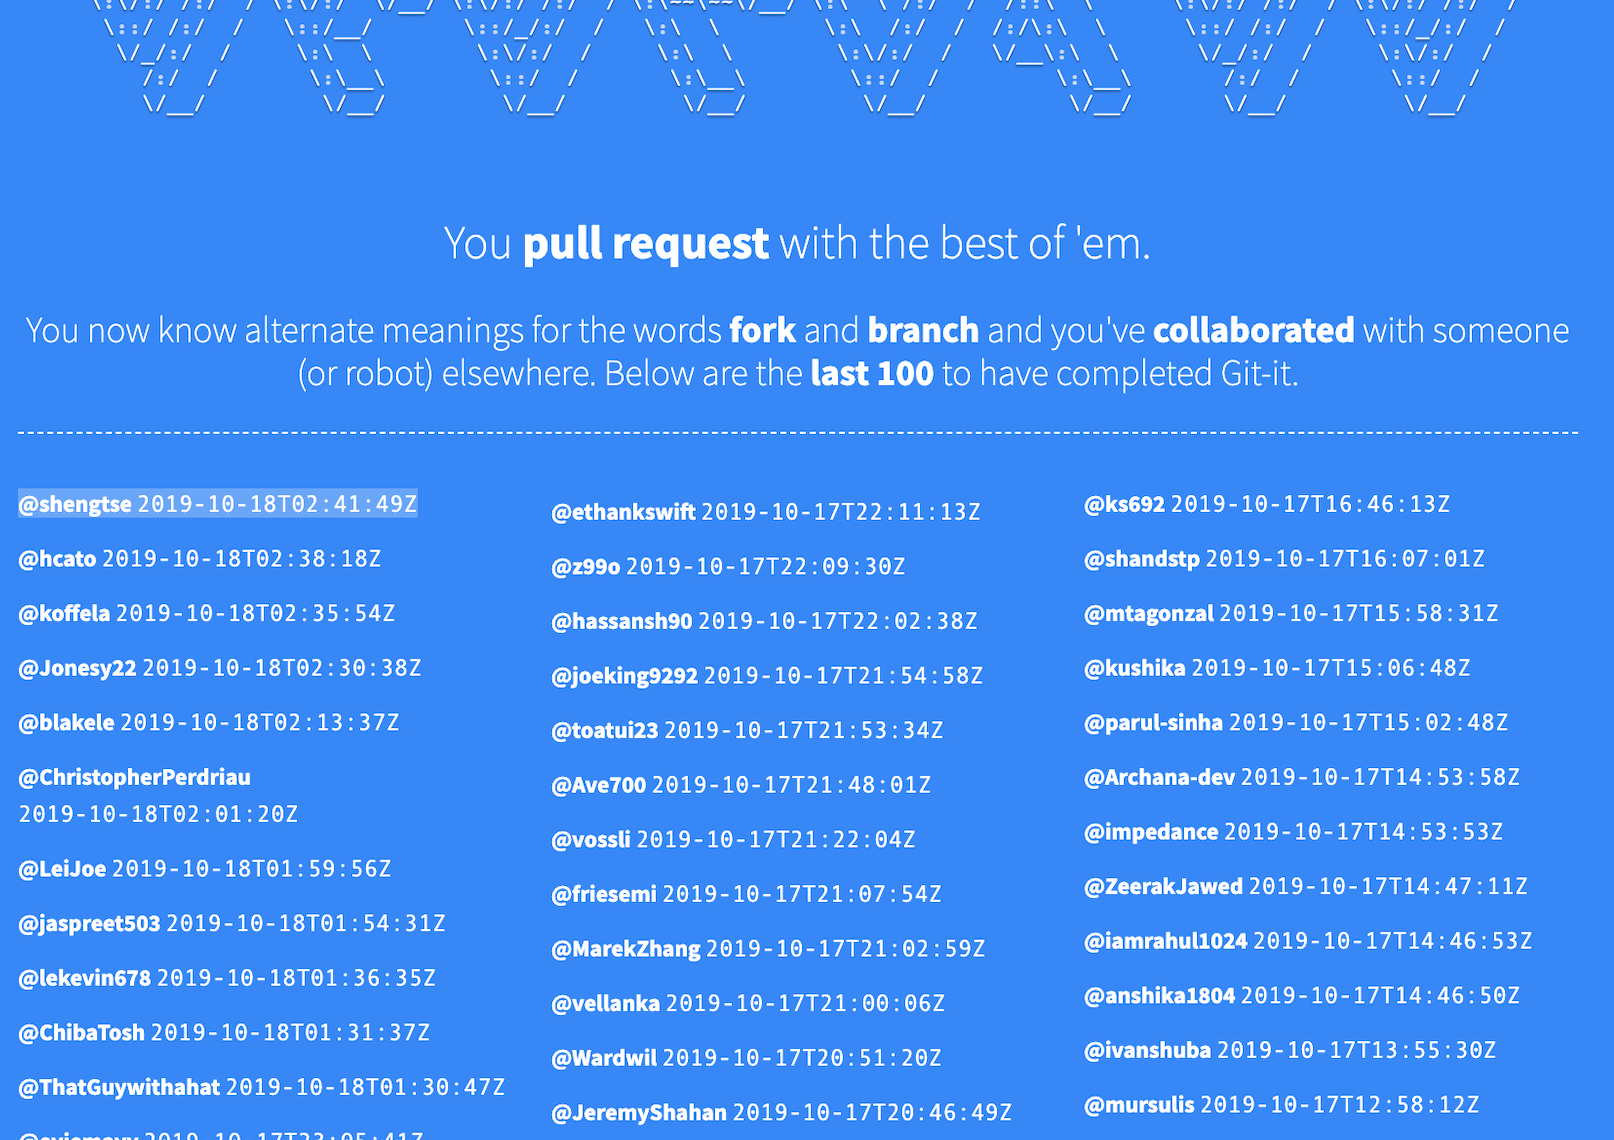 You pull request with the best of 'em.
You now know alternate meanings for the words fork and branch and you've collaborated with someone
(or robot) elsewhere. Below are the last 100 to have completed Git-it.
@shengtse 2019-10-18T02:41:49Z
@hcato 2019-10-18T02:38:18Z
@koffela 2019-10-18T02:35:54Z
@Jonesy22 2019-10-18T02:30:38Z
@blakele 2019-10-18T02:13:37Z
@ChristopherPerdriau
2019-10-18T02:01:20Z
@LeiJoe 2019-10-18T01:59:56Z
@jaspreet503 2019-10-18T01:54:31Z
@lekevin678 2019-10-18T01:36:35Z
@ChibaTosh 2019-10-18T01:31:37Z
@ThatGuywithahat 2019-10-18T01:30:47Z
2019-10-17T23:05:41Z
@ethankswift 2019-10-17T22:11:13Z
@z99o 2019-10-17T22:09:30Z
@hassansh90 2019-10-17T22:02:38Z
@joeking9292 2019-10-17T21:54:58Z
@toatui23 2019-10-17T21:53:34Z
@Ave700 2019-10-17T21:48:01Z
@vossli 2019-10-17T21:22:04Z
@friesemi 2019-10-17T21:07:54Z
@MarekZhang 2019-10-17T21:02:59Z
@vellanka 2019-10-17T21:00:06Z
@Wardwil 2019-10-17T20:51:20Z
@JeremyShahan 2019-10-17T20:46:49Z
@ks692 2019-10-17T16:46:13Z
@shandstp 2019-10-17T16:07:01Z
@mtagonzal 2019-10-17T15:58:31Z
@kushika 2019-10-17T15:06:48Z
@parul-sinha 2019-10-17T15:02:48Z
@Archana-dev 2019-10-17T14:53:58Z
@impedance 2019-10-17T14:53:53Z
@ZeerakJawed 2019-10-17T14:47:11Z
@iamrahul1024 2019-10-17T14:46:53Z
@anshika1804 2019-10-17T14:46:50Z
@ivanshuba 2019-10-17T13:55:30Z
@mursulis 2019-10-17T12:58:12Z